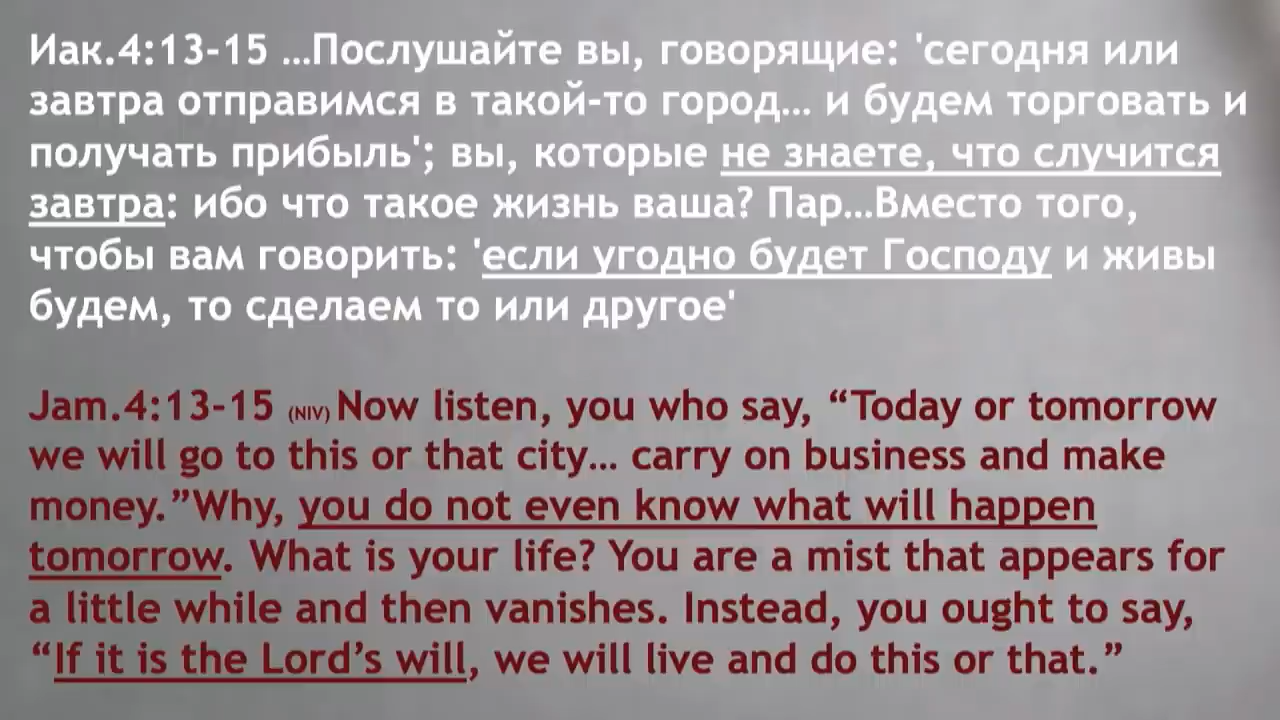 Иак.4:13-15 …Послушайте вы, говорящие: 'сегодня или
завтра отправимся в такой-то город… и будем торговать и
получать прибыль'; вы, которые не знаете, что случится
завтра: ибо что такое жизнь ваша? Пар…Вместо того,
чтобы вам говорить: 'если угодно будет Господу и живы
будем, то сделаем то или другое'
Jam.4:13-15 (NIV) Now listen, you who say, “Today or tomorrow
we will go to this or that city… carry on business and make
money.”Why, you do not even know what will happen
tomorrow. What is your life? You are a mist that appears for
a little while and then vanishes. Instead, you ought to say,
“If it is the Lord’s will, we will live and do this or that.”